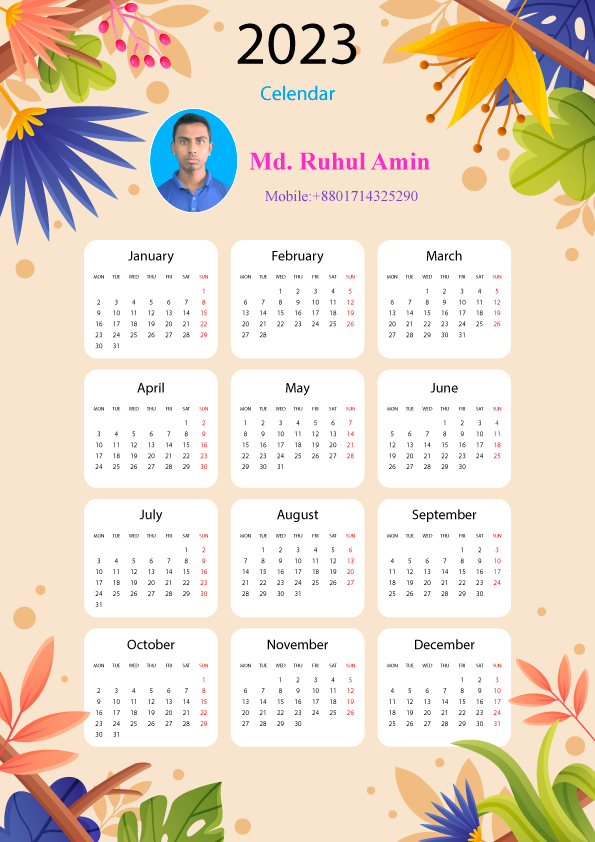 2023
Celendar
Md. Ruhul Amin
Mobile:+8801714325290
January
MON TUE WED THU FRI SAT SUN
1
2 3 4 5 6 7 8
9 10 11 12 13 14 15
16 17 18 19 20 21 22
23 24 25 26 27 28 29
30 31
February
MON TUE WED THU FRI SAT SUN
1 2 3 4 5
6 7 8 9 10 11 12
13 14 15 16 17 18 19
20 21 22 23 24 25 26
27 28
March
MON TUE WED THU FRI SAT SUN
1 2 3 4 5
6 7 8 9 10 11 12
13 14 15 16 17 18 19
20 21 22 23 24 25 26
27 28 29 30 31
April
MON TUE WED THU FRI SAT SUN
1 2
3 4 5 6 7 8 9
10 11 12 13 14 15 16
17 18 19 20 21 22 23
24 25 26 27 28 29 30
May
MON TUE WED THU FRI SAT SUN
1 2 3 4 5 6 7
8 9 10 11 12 13 14
15 16 17 18 19 20 21
22 23 24 25 26 27 28
29 30 31
June
MON TUE WED THU FRI SAT SUN
1 2 3 4
5 6 7 8 9 10 11
12 13 14 15 16 17 18
19 20 21 22 23 24 25
26 27 28 29 30
July
MON TUE WED THU FRI SAT SUN
1 2
3 4 5 6 7 8 9
10 11 12 13 14 15 16
17 18 19 20 21 22 23
24 25 26 27 28 29 30
31
August
MON TUE WED THU FRI SAT SUN
1 2 3 4 5 6
7 8 9 10 11 12 13
14 15 16 17 18 19 20
21 22 23 24 25 26 27
28 29 30 31
September
MON TUE WED THU FRI SAT SUN
1 2 3
4 5 6 7 8 9 10
11 12 13 14 15 16 17
18 19 20 21 22 23 24
25 26 27 28 29 30
October
MON TUE WED THU FRI SAT SUN
1
2 3 4 5 6 7 8
9 10 11 12 13 14 15
16 17 18 19 20 21 22
23 24 25 26 27 28 29
30 31
November
MON TUE WED THU FRI SAT SUN
1 2 3 4 5
6 7 8 9 10 11 12
13 14 15 16 17 18 19
20 21 22 23 24 25 26
27 28 29 30
December
MON TUE WED THU FRI SAT SUN
1 2 3
4 5 6 7 8 9 10
11 12 13 14 15 16 17
18 19 20 21 22 23 24
25 26 27 28 29 30 31